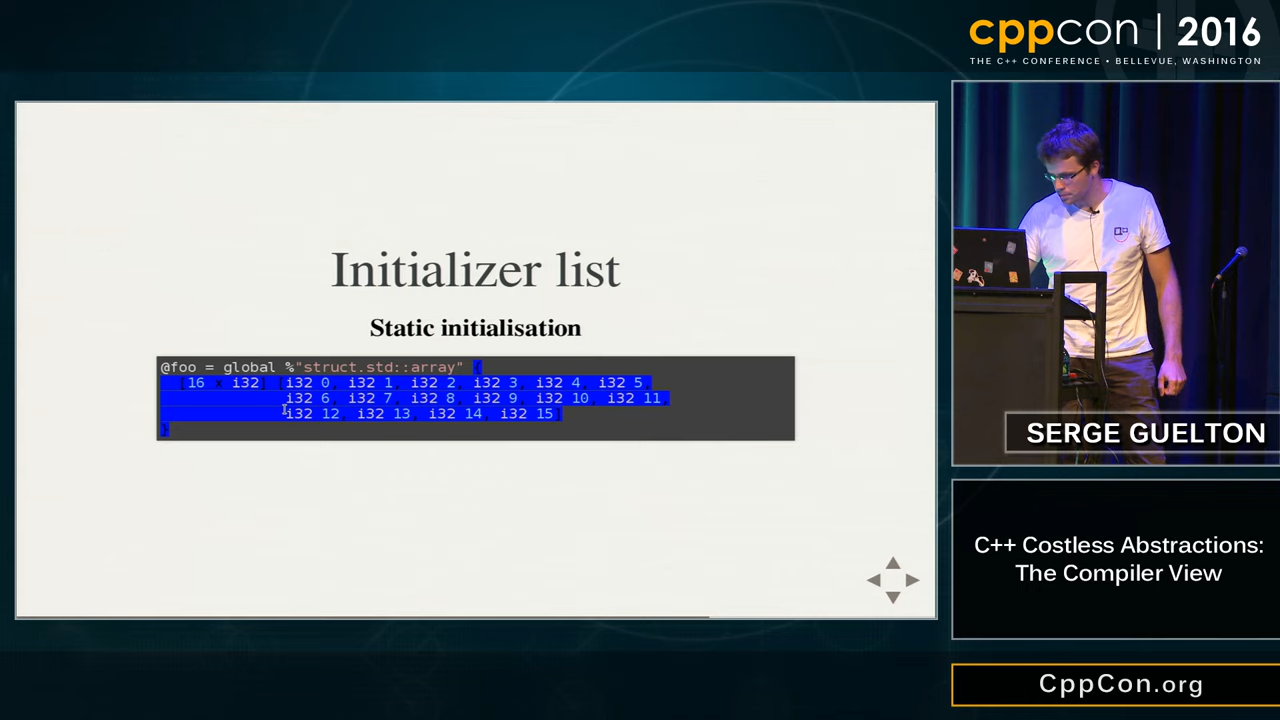 cppcon | 2016
THE C++ CONFERENCE • BELLEVUE, WASHINGTON
Initializer list
Static initialisation
@foo = global %"struct.std::array" {
[16 x i32] [i32 0, i32 1, i32 2, i32 3, i32 4, i32 5,
i32 6, i32 7, i32 8, i32 9, i32 10, i32 11,
i32 12, i32 13, i32 14, i32 15]
}
SERGE GUELTON
C++ Costless Abstractions:
The Compiler View
CppCon.org